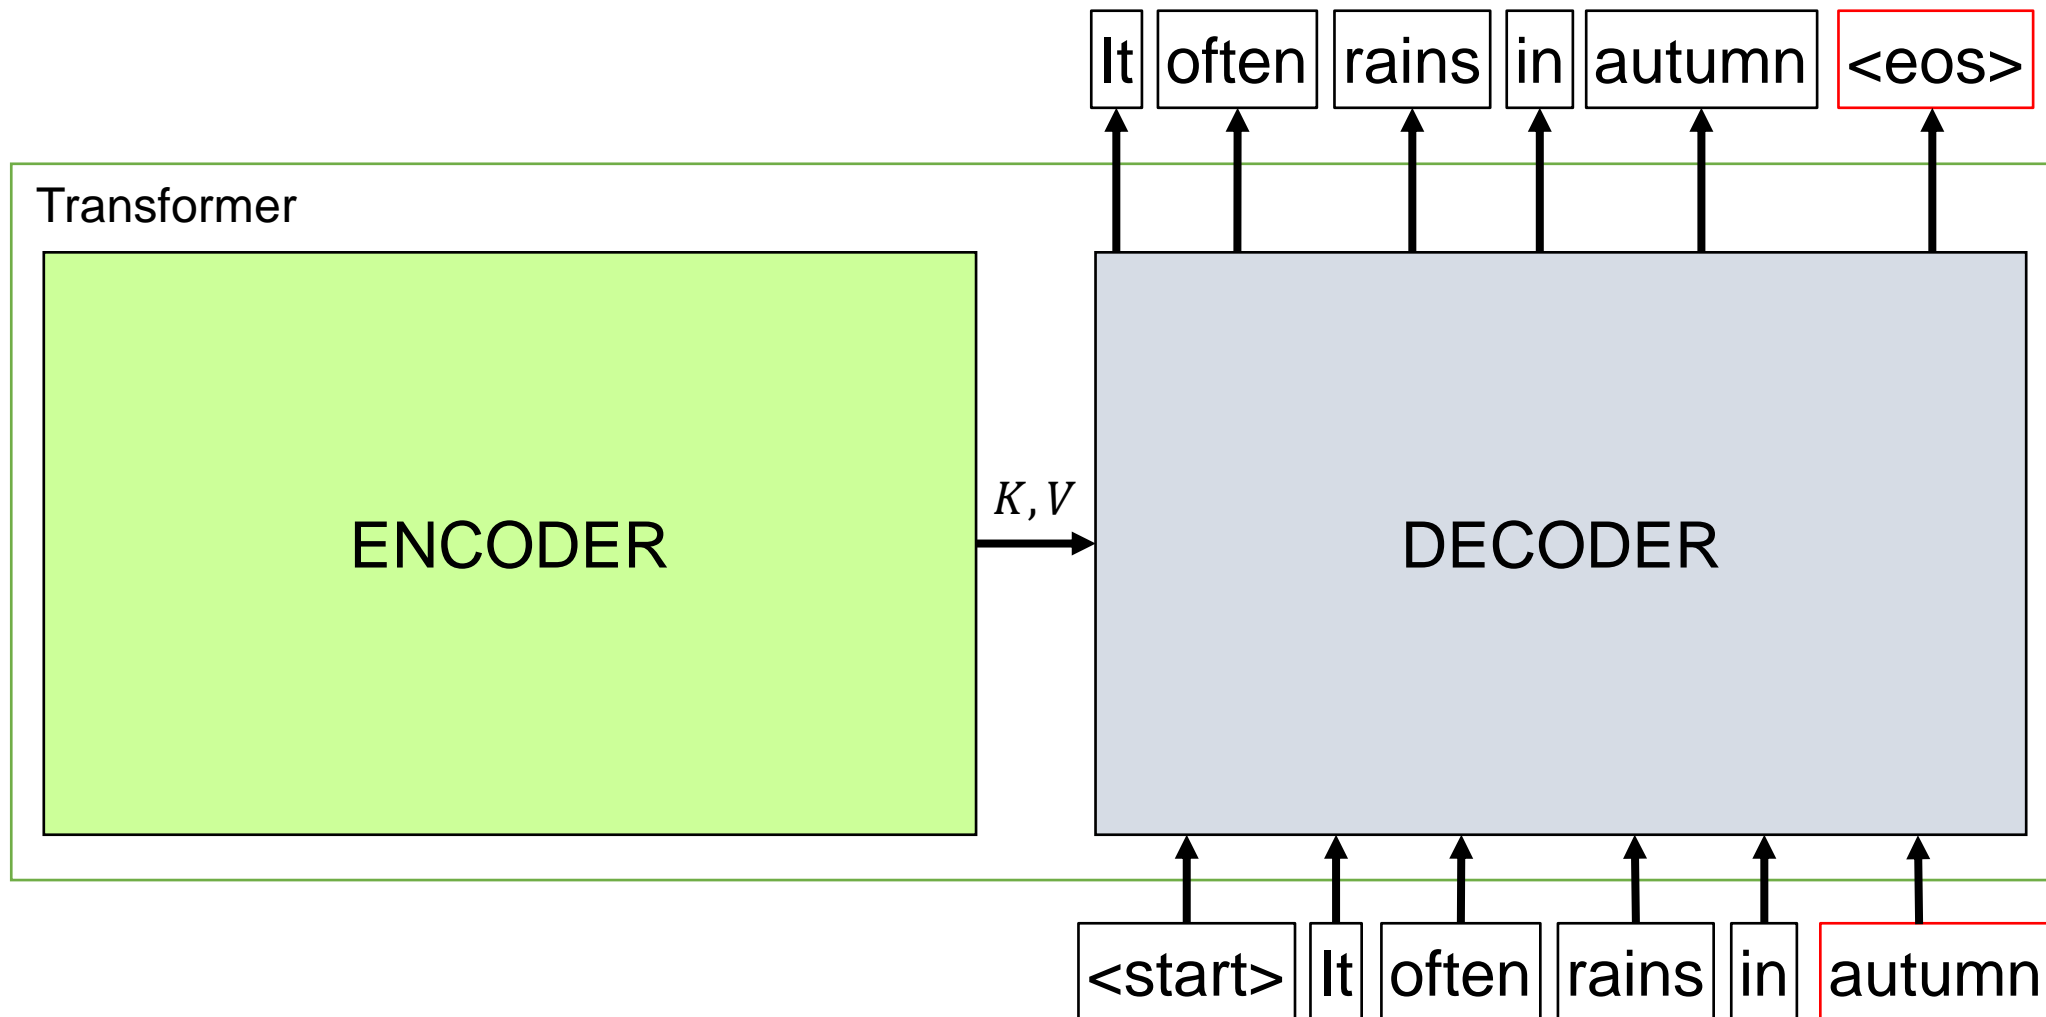 It often rains in autumn <eos>
Transformer
ENCODER
K, V
DECODER
<start> It often rains in autumn